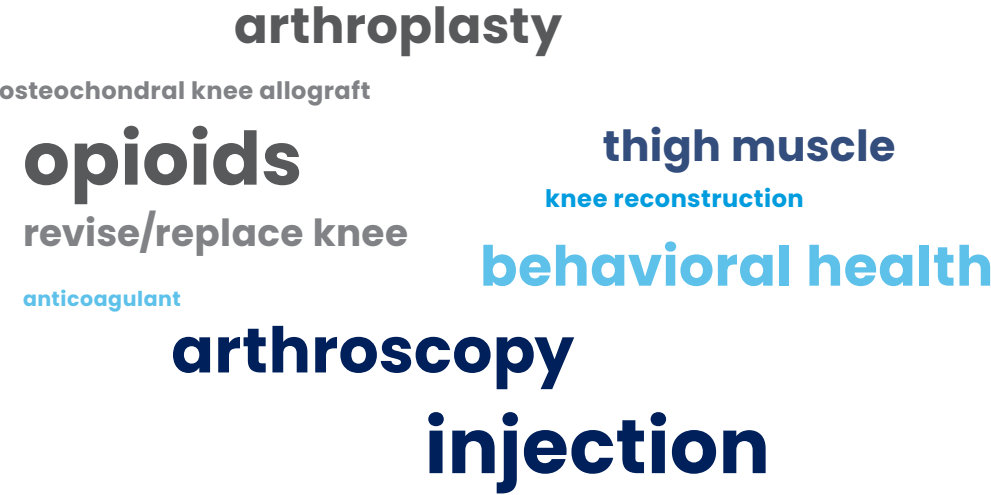 arthroplasty
osteochondral knee allograft
opioids
thigh muscle
knee reconstruction
revise/replace knee
behavioral health
anticoagulant
arthroscopy
injection